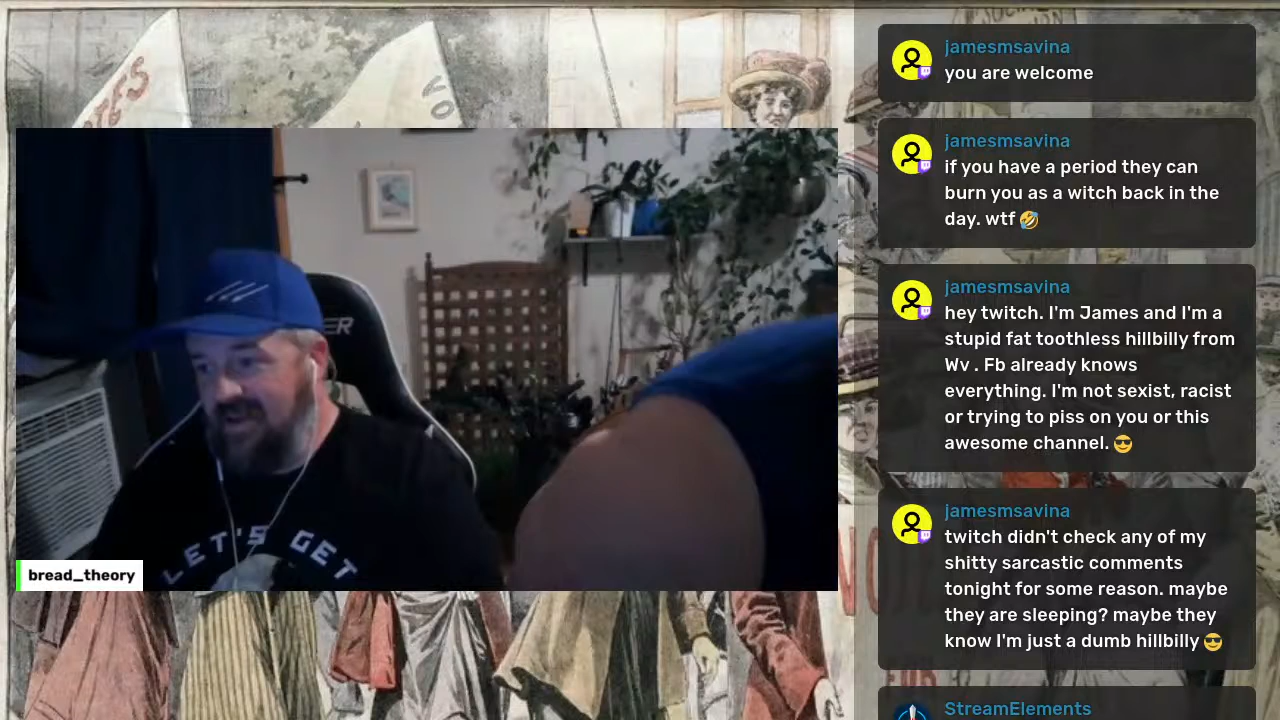 jamesmsavina
you are welcome
jamesmsavina
if you have a period they can
burn you as a witch back in the
day. wtf 🤣
jamesmsavina
hey twitch. I'm James and I'm a
stupid fat toothless hillbilly from
Wv . Fb already knows
everything. I'm not sexist, racist
or trying to piss on you or this
awesome channel. 😎
jamesmsavina
twitch didn't check any of my
shitty sarcastic comments
tonight for some reason. maybe
they are sleeping? maybe they
know I'm just a dumb hillbilly 😎
StreamElements
LET'S GET
bread_theory